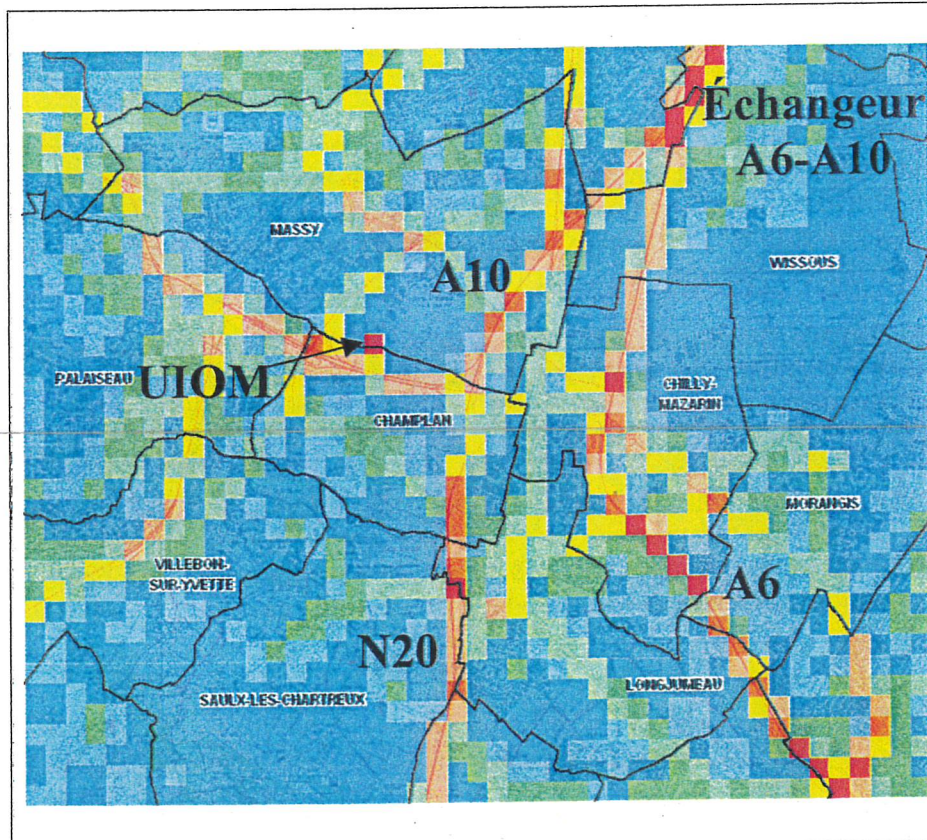 Échangeur
A6-A10
MASSY
WISSOUS
A10
PALAISEAU
UIOM
CHILLY-
MAZARIN
CHAMPLAN
MORANGIS
VILLEBON-
SUR-YVETTE
A6
N20
LONGJUMEAU
SAULX-LES-CHARTREUX